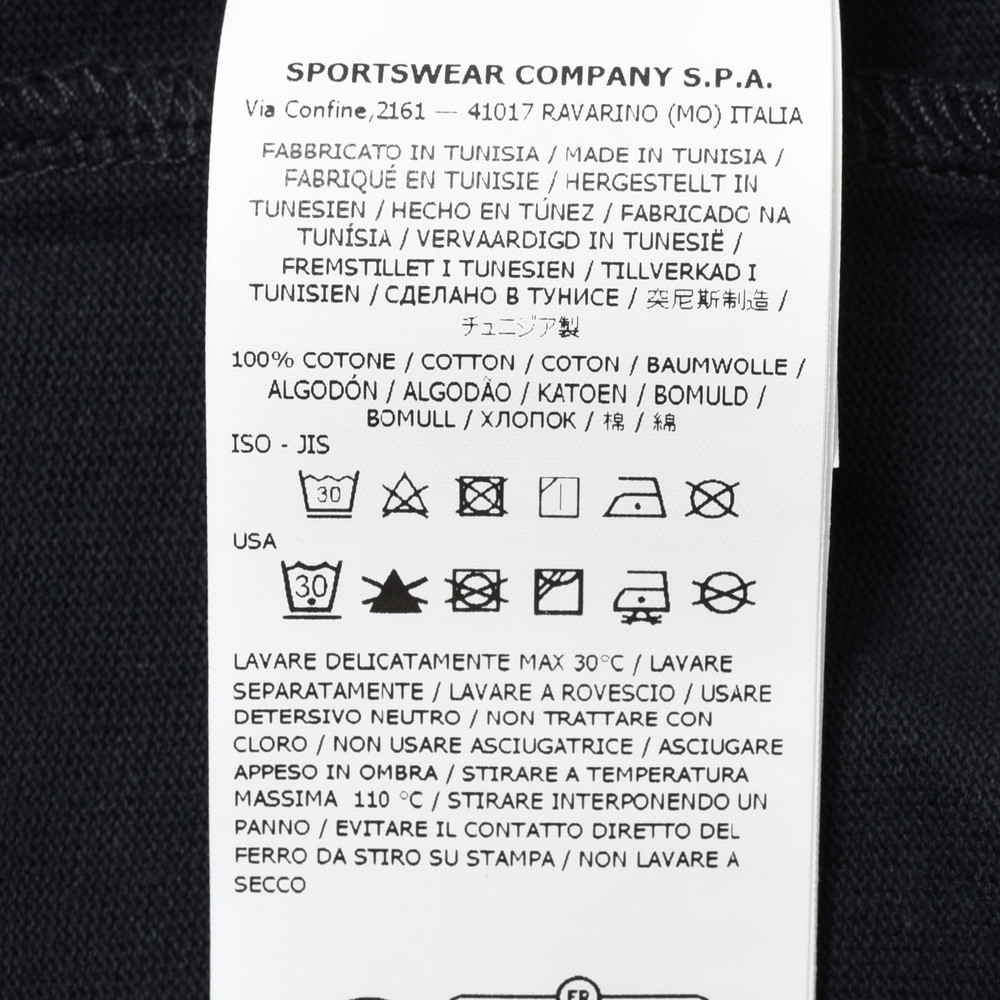 SPORTSWEAR COMPANY S.P.A.
Via Confine,2161 — 41017 RAVARINO (MO) ITALIA
FABBRICATO IN TUNISIA / MADE IN TUNISIA /
FABRIQUÉ EN TUNISIE / HERGESTELLT IN
TUNESIEN / HECHO EN TÚNEZ / FABRICADO NA
TUNÍSIA / VERVAARDIGD IN TUNESIË /
FREMSTILLET I TUNESIEN / TILLVERKAD I
TUNISIEN / СДЕЛАНО В ТУНИСЕ / 突尼斯制造 /
チュニジア製
100% COTONE / COTTON / COTON / BAUMWOLLE /
ALGODÓN / ALGODÃO / KATOEN / BOMULD /
BOMULL / ХЛОПОК / 棉 / 綿
ISO - JIS
30
USA
30
LAVARE DELICATAMENTE MAX 30°C / LAVARE
SEPARATAMENTE / LAVARE A ROVESCIO / USARE
DETERSIVO NEUTRO / NON TRATTARE CON
CLORO / NON USARE ASCIUGATRICE / ASCIUGARE
APPESO IN OMBRA / STIRARE A TEMPERATURA
MASSIMA 110 °C / STIRARE INTERPONENDO UN
PANNO / EVITARE IL CONTATTO DIRETTO DEL
FERRO DA STIRO SU STAMPA / NON LAVARE A
SECCO
FR